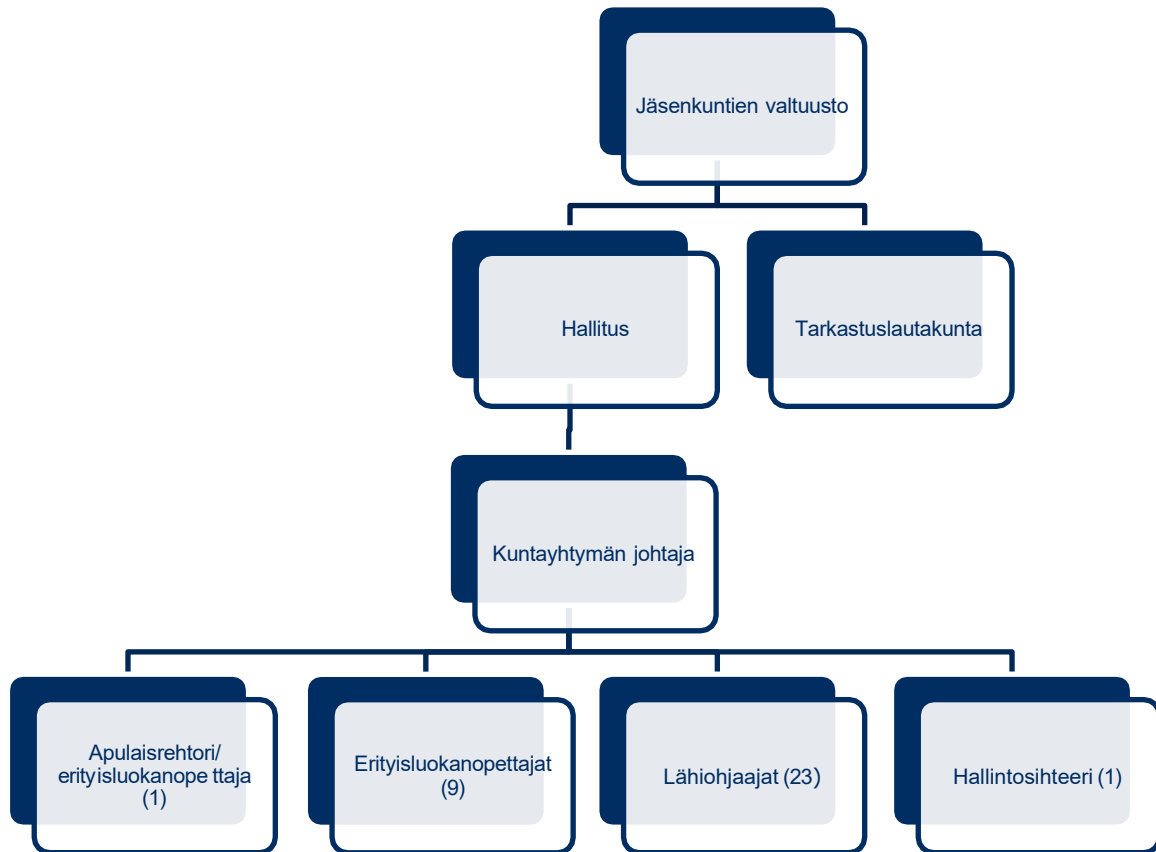 Jäsenkuntien valtuusto
Hallitus
Tarkastuslautakunta
Kuntayhtymän johtaja
Apulaisrehtori/
erityisluokanope ttaja
(1)
Erityisluokanopettajat
(9)
Lähiohjaajat (23)
Hallintosihteeri (1)